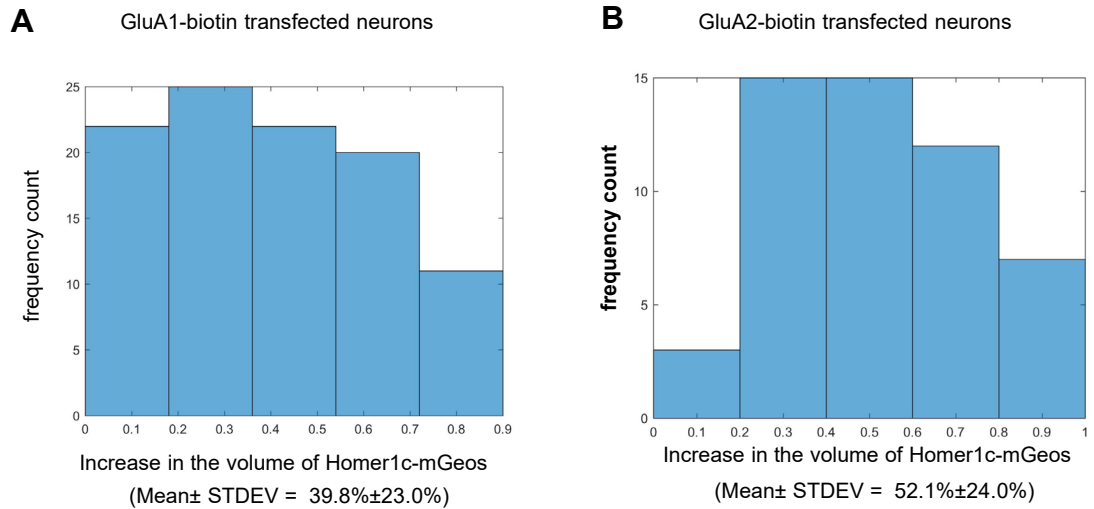 A
GluA1-biotin transfected neurons
25
20
15
10
5
0
frequency count
0 0.1 0.2 0.3 0.4 0.5 0.6 0.7 0.8 0.9
Increase in the volume of Homer1c-mGeos
(Mean± STDEV = 39.8%±23.0%)
B
GluA2-biotin transfected neurons
15
10
5
0
frequency count
0 0.1 0.2 0.3 0.4 0.5 0.6 0.7 0.8 0.9 1
Increase in the volume of Homer1c-mGeos
(Mean± STDEV = 52.1%±24.0%)